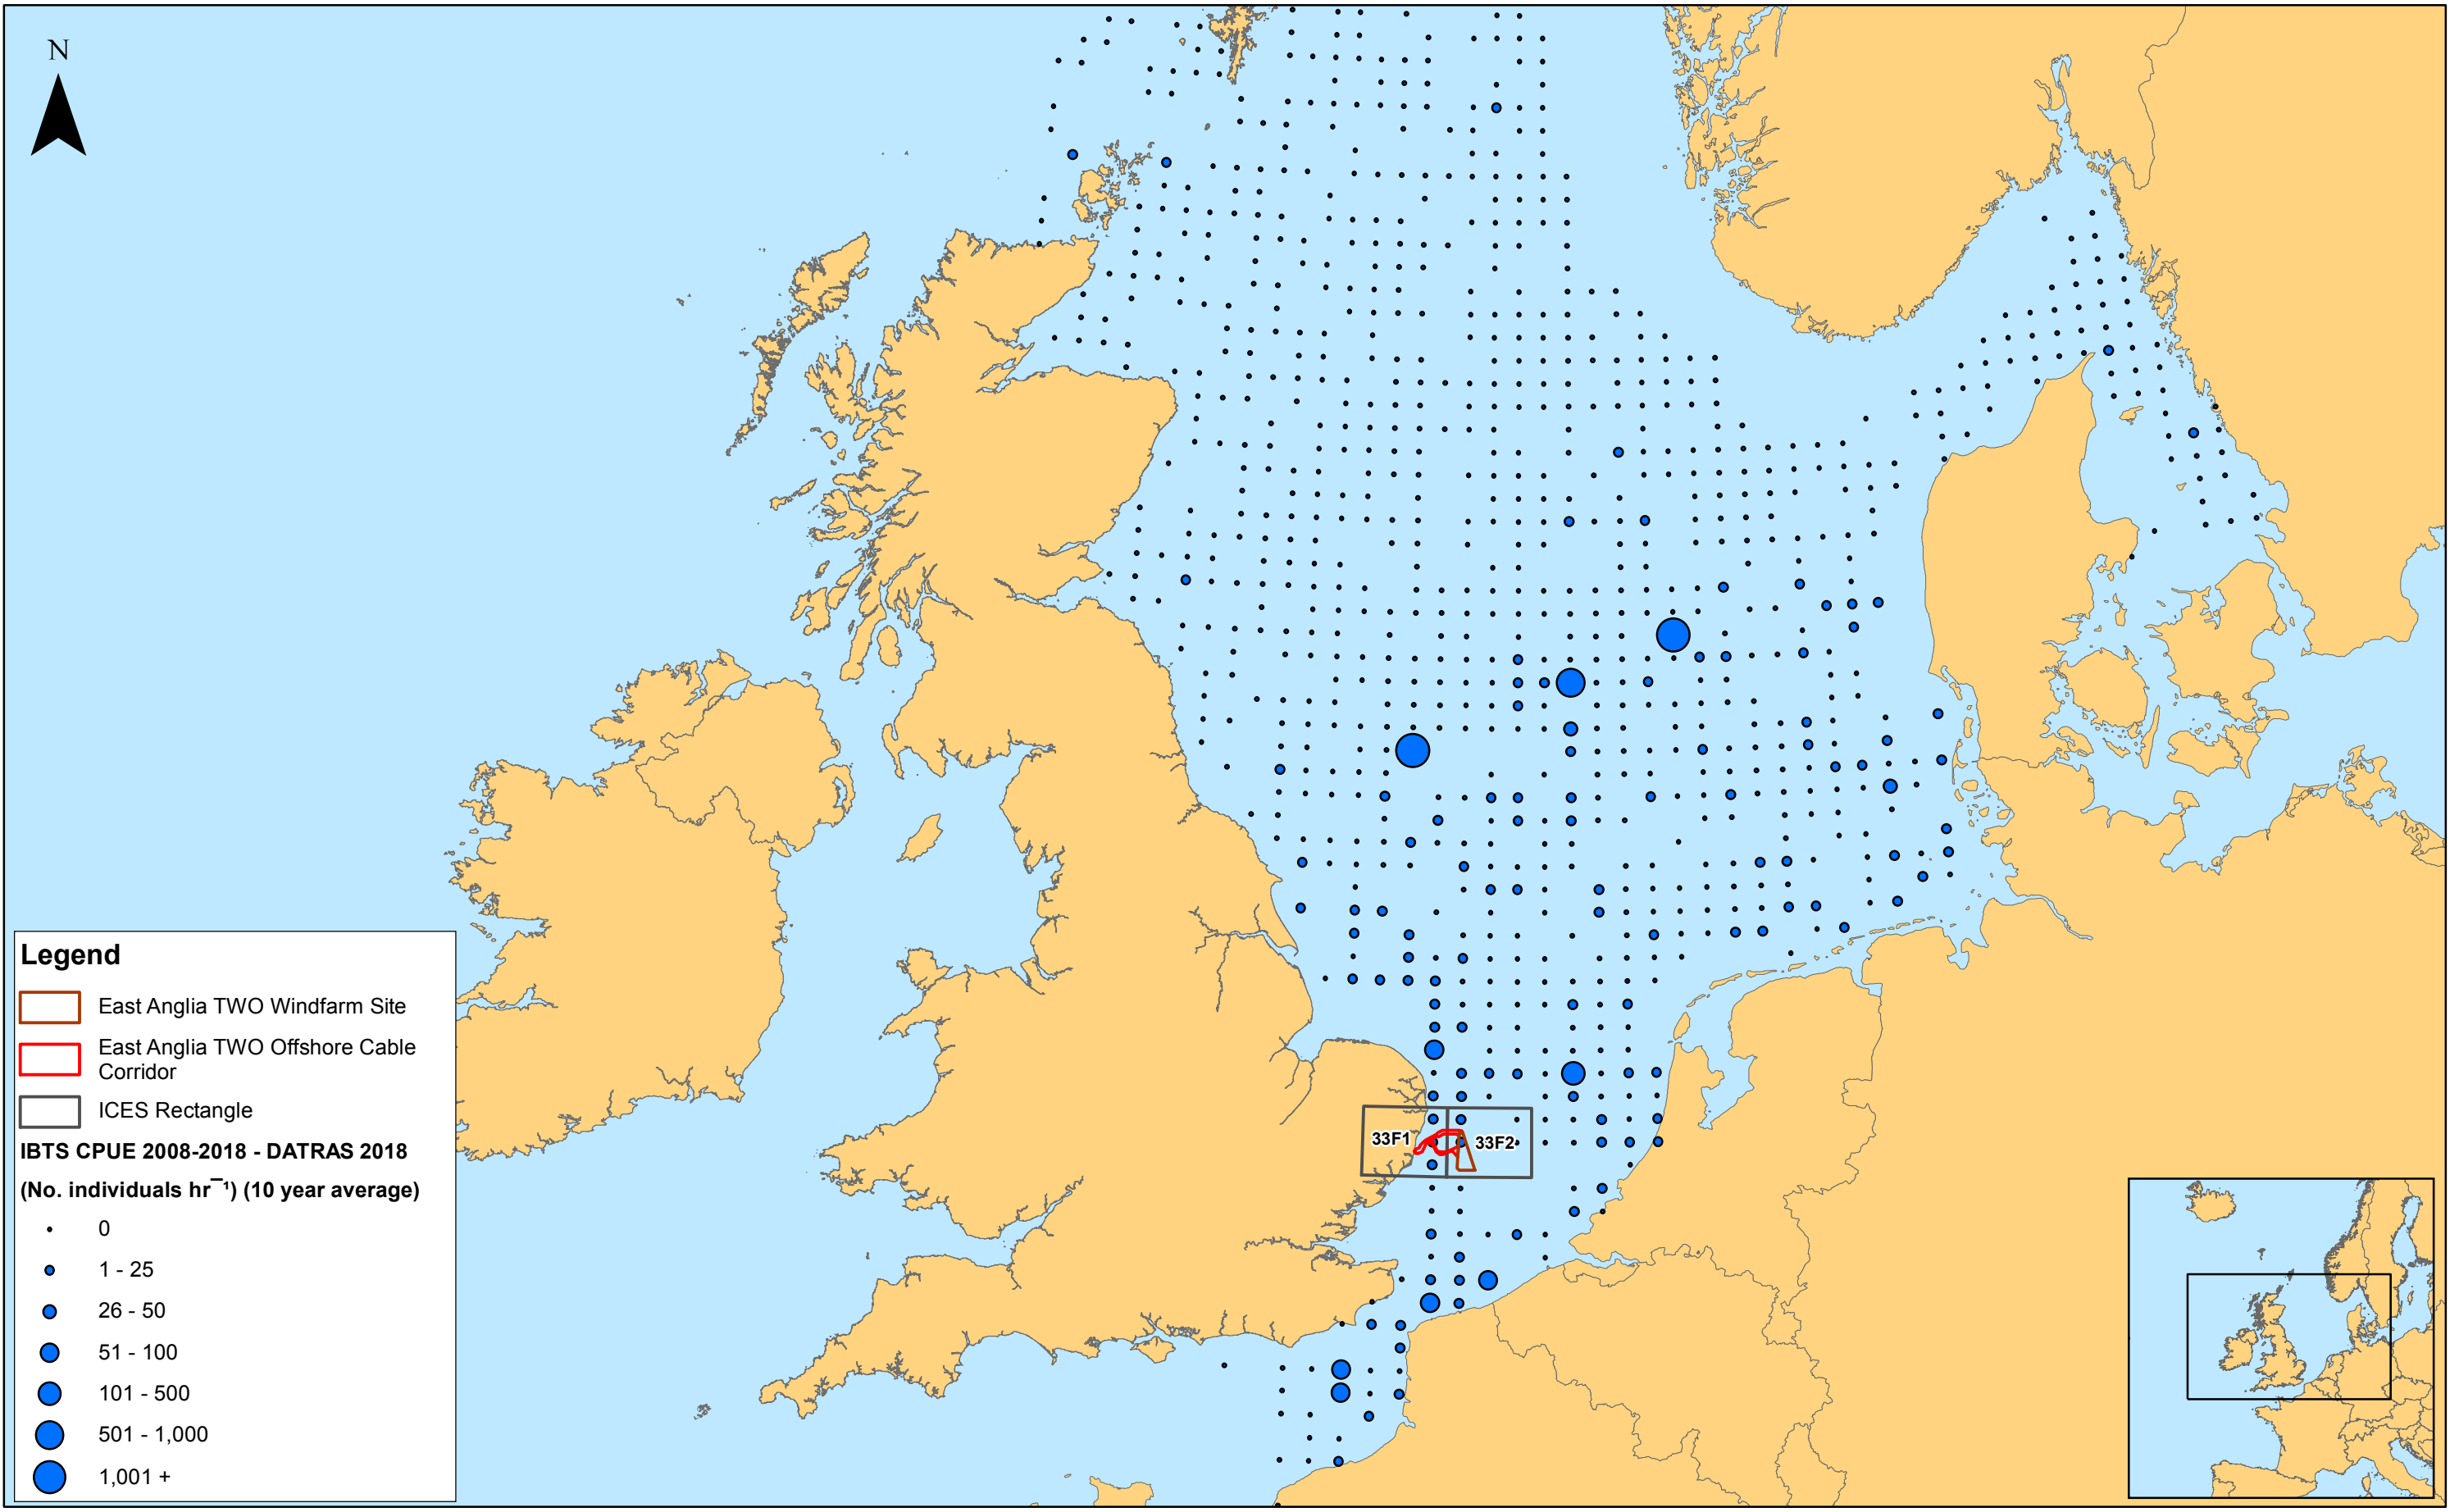 N
33F1
33F2
Legend
East Anglia TWO Windfarm Site
East Anglia TWO Offshore Cable
Corridor
ICES Rectangle
IBTS CPUE 2008-2018 - DATRAS 2018
(No. individuals hr⁻¹) (10 year average)
0
1 - 25
26 - 50
51 - 100
101 - 500
501 - 1,000
1,001 +